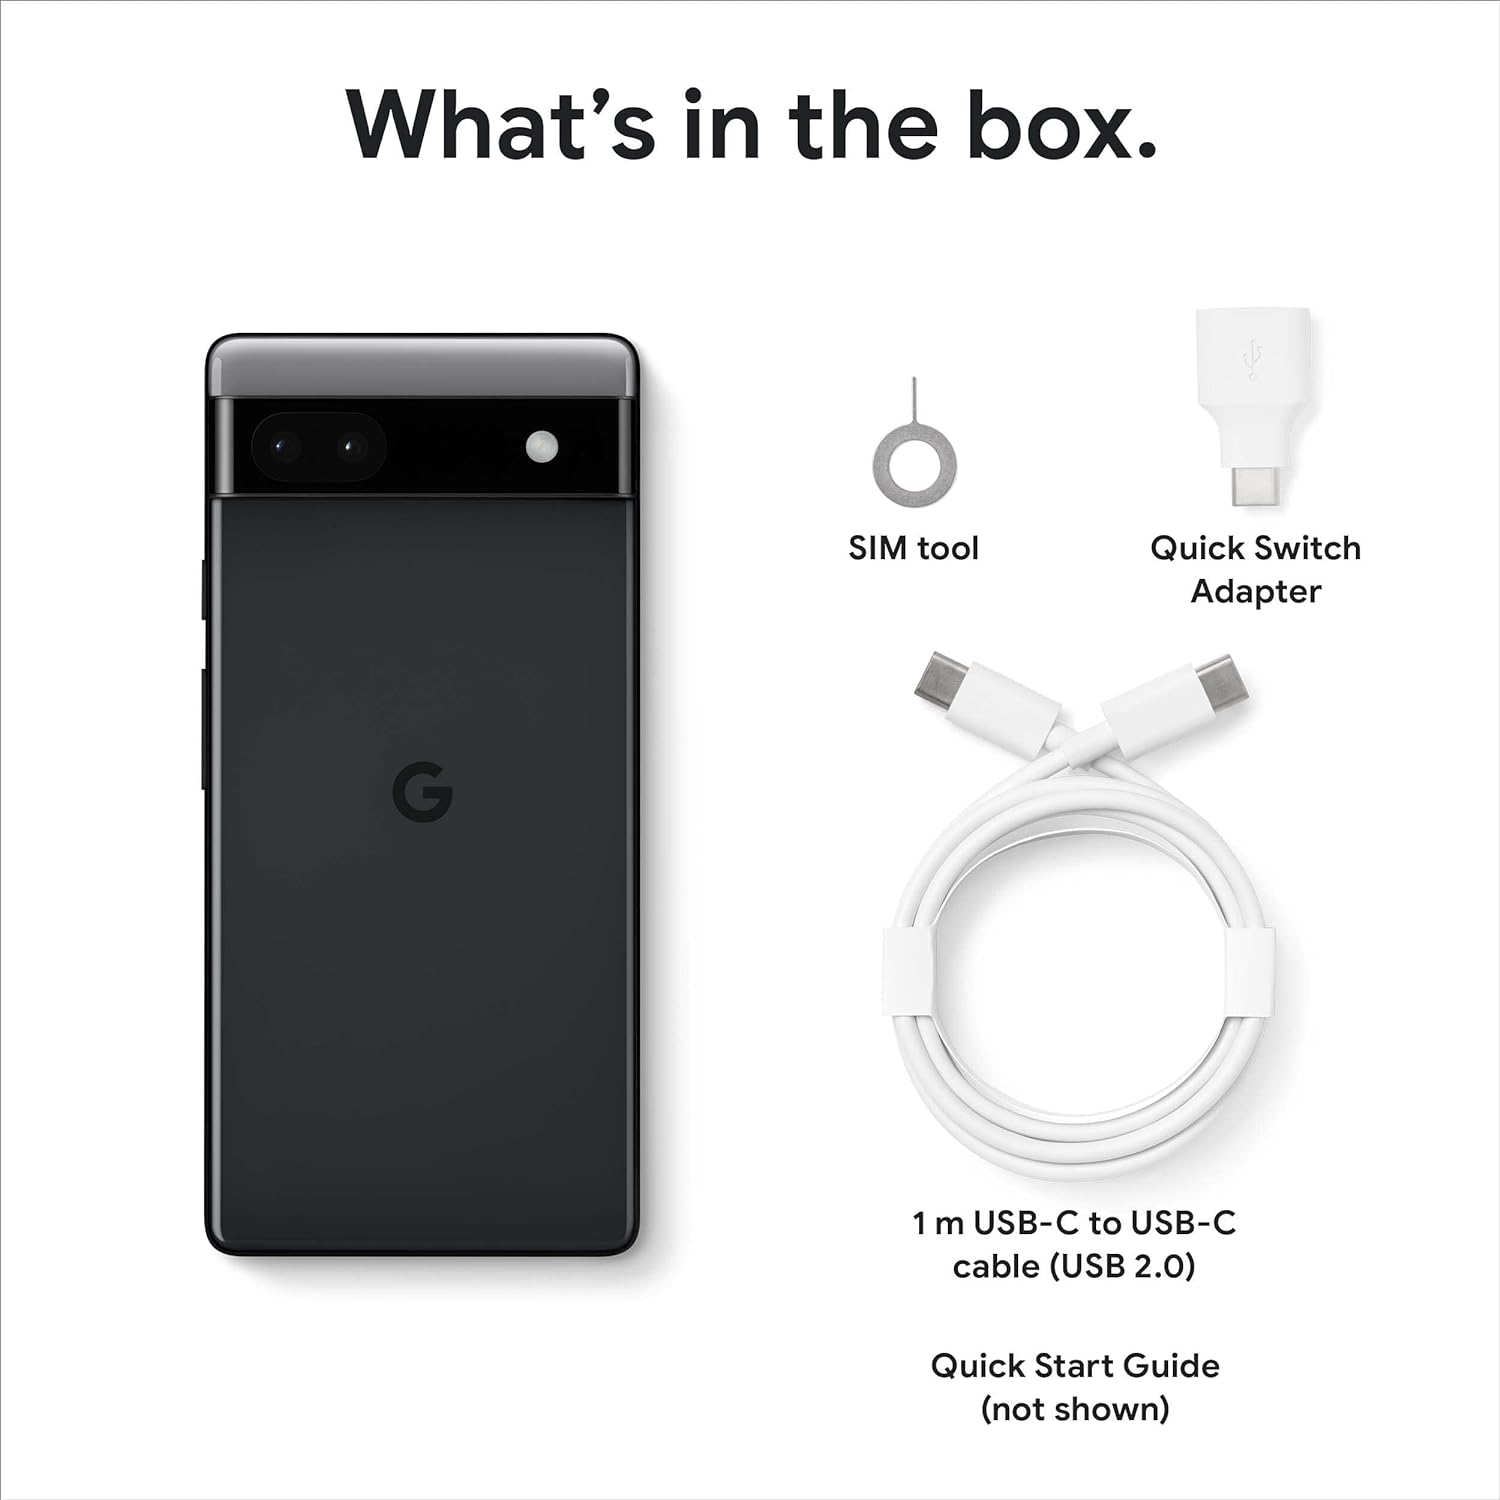 What's in the box.
SIM tool
Quick Switch
Adapter
G
1 m USB-C to USB-C
cable (USB 2.0)
Quick Start Guide
(not shown)